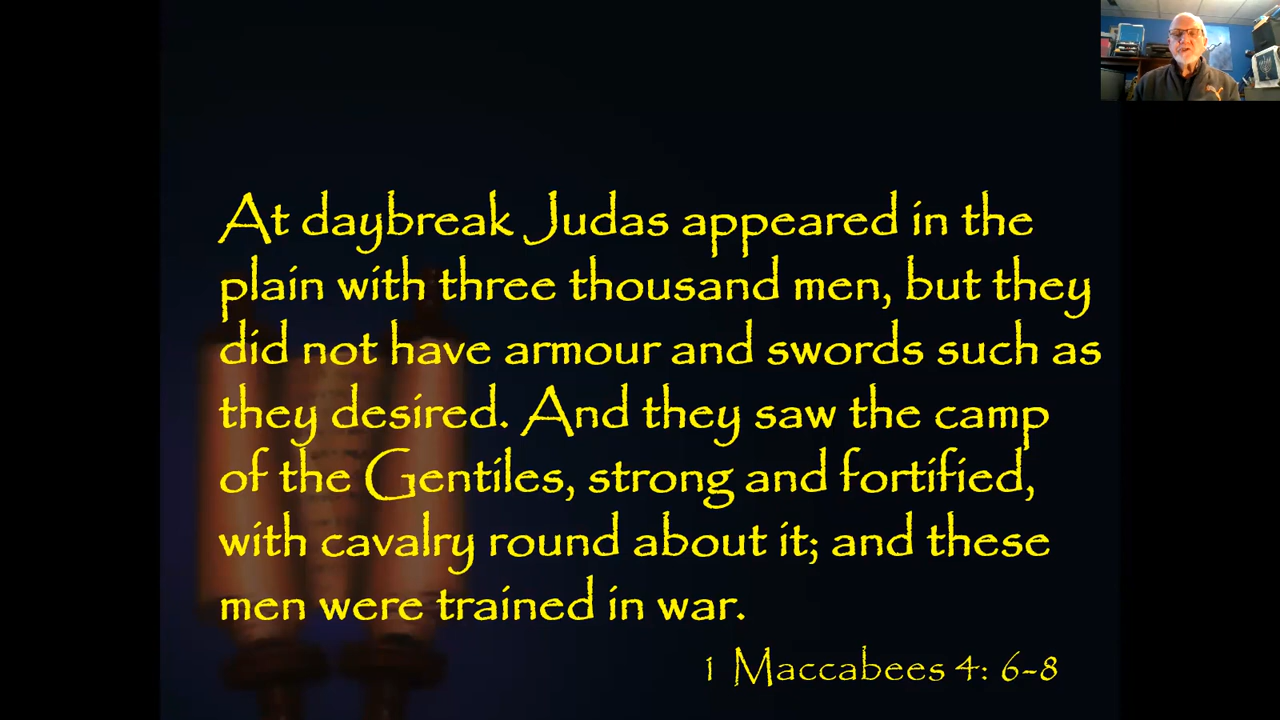 At daybreak Judas appeared in the
plain with three thousand men, but they
did not have armour and swords such as
they desired. And they saw the camp
of the Gentiles, strong and fortified,
with cavalry round about it; and these
men were trained in war.
1 Maccabees 4: 6-8